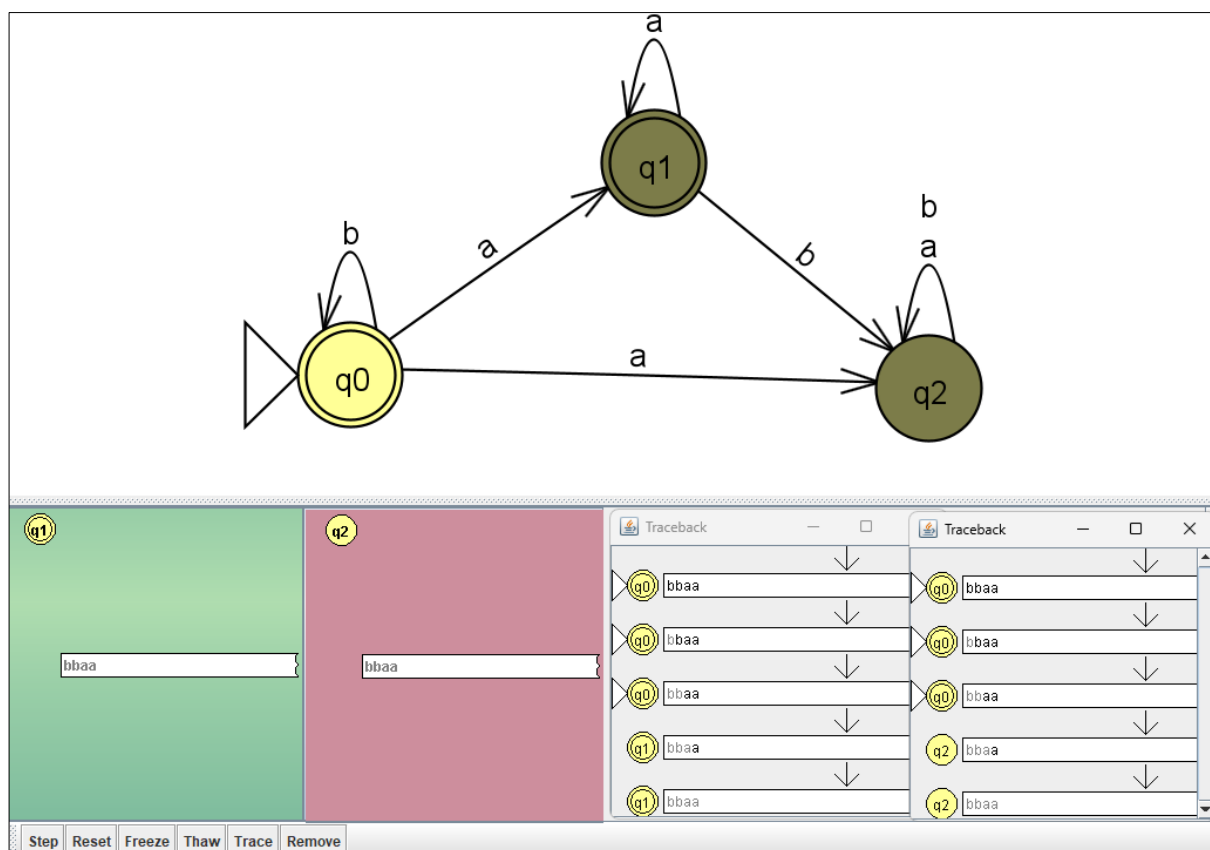 a
q1
b
a
b
b
a
q0
a
q2
q1
bbaa
q2
bbaa
Traceback
q0 bbaa
q0 bbaa
q0 bbaa
q1 bbaa
q1 bbaa
Traceback
q0 bbaa
q0 bbaa
q0 bbaa
q2 bbaa
q2 bbaa
Step Reset Freeze Thaw Trace Remove